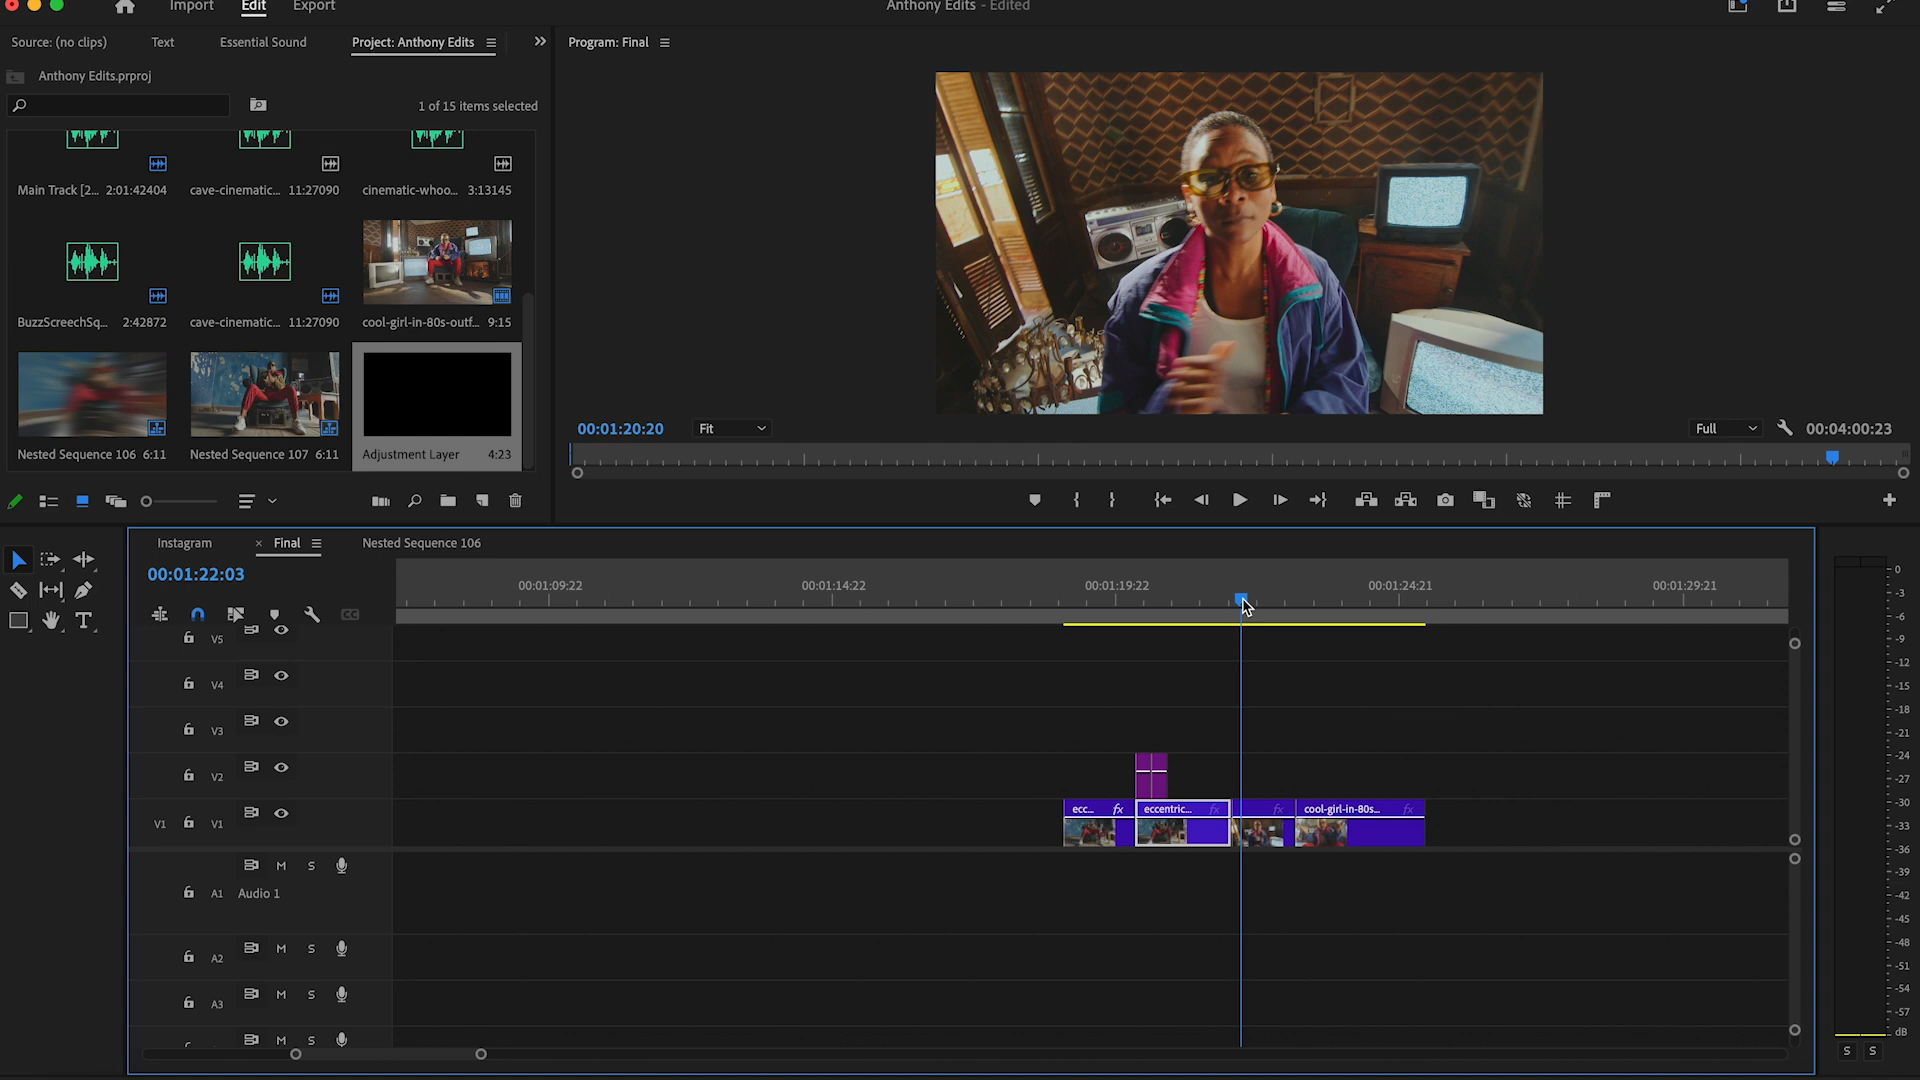 Import Edit Export
Anthony Edits - Edited
Source: (no clips) Text Essential Sound Project: Anthony Edits
Program: Final
Anthony Edits.prproj
1 of 15 items selected
Main Track [2... 2:01:42404 cave-cinematic... 11:27090 cinematic-whoo... 3:13145
BuzzScreechSq... 2:42872 cave-cinematic... 11:27090 cool-girl-in-80s-outf... 9:15
Nested Sequence 106 6:11 Nested Sequence 107 6:11 Adjustment Layer 4:23
00:01:20:20 Fit Full 00:04:00:23
Instagram × Final Nested Sequence 106
00:01:22:03
00:01:09:22 00:01:14:22 00:01:19:22 00:01:24:21 00:01:29:21
CC
V5
V4
V3
V2
V1 V1
ecc... fx eccentric... fx fx cool-girl-in-80s... fx
M S
A1 Audio 1
M S
A2
M S
A3
M S
0
-3
-6
-9
-12
-15
-18
-21
-24
-27
-30
-33
-36
-39
-42
-45
-48
-51
-54
-57
dB
S S